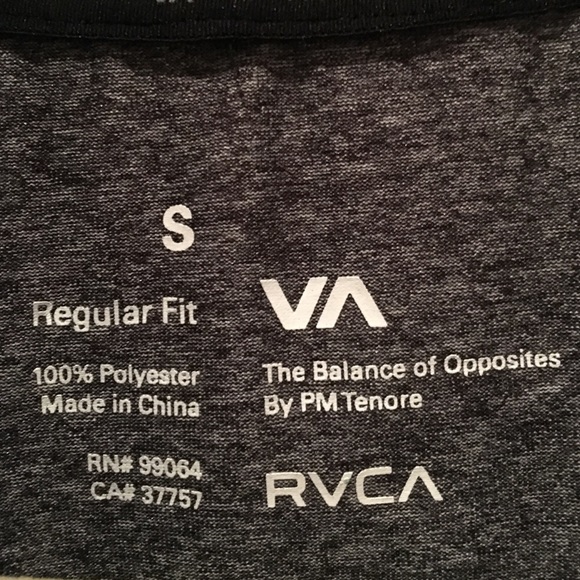 S
Regular Fit
100% Polyester
Made in China
RN# 99064
CA# 37757
VA
The Balance of Opposites
By PM Tenore
RVCA